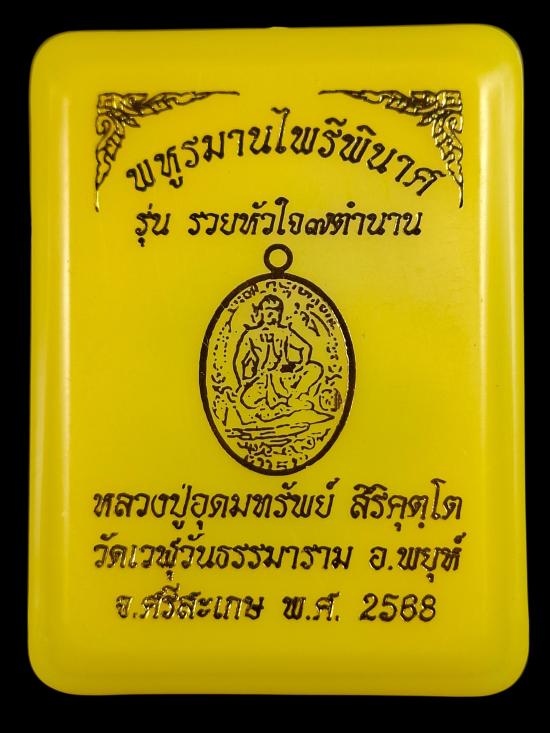 พหูรมานไพรีพินาศ
รุ่น รวยหัวใจ๗ตำนาน
หลวงปู่อุดมทรัพย์ สิริคุตฺโต
วัดเวฬุวันธรรมาราม อ.พยุห์
จ.ศรีสะเกษ พ.ศ. 2568